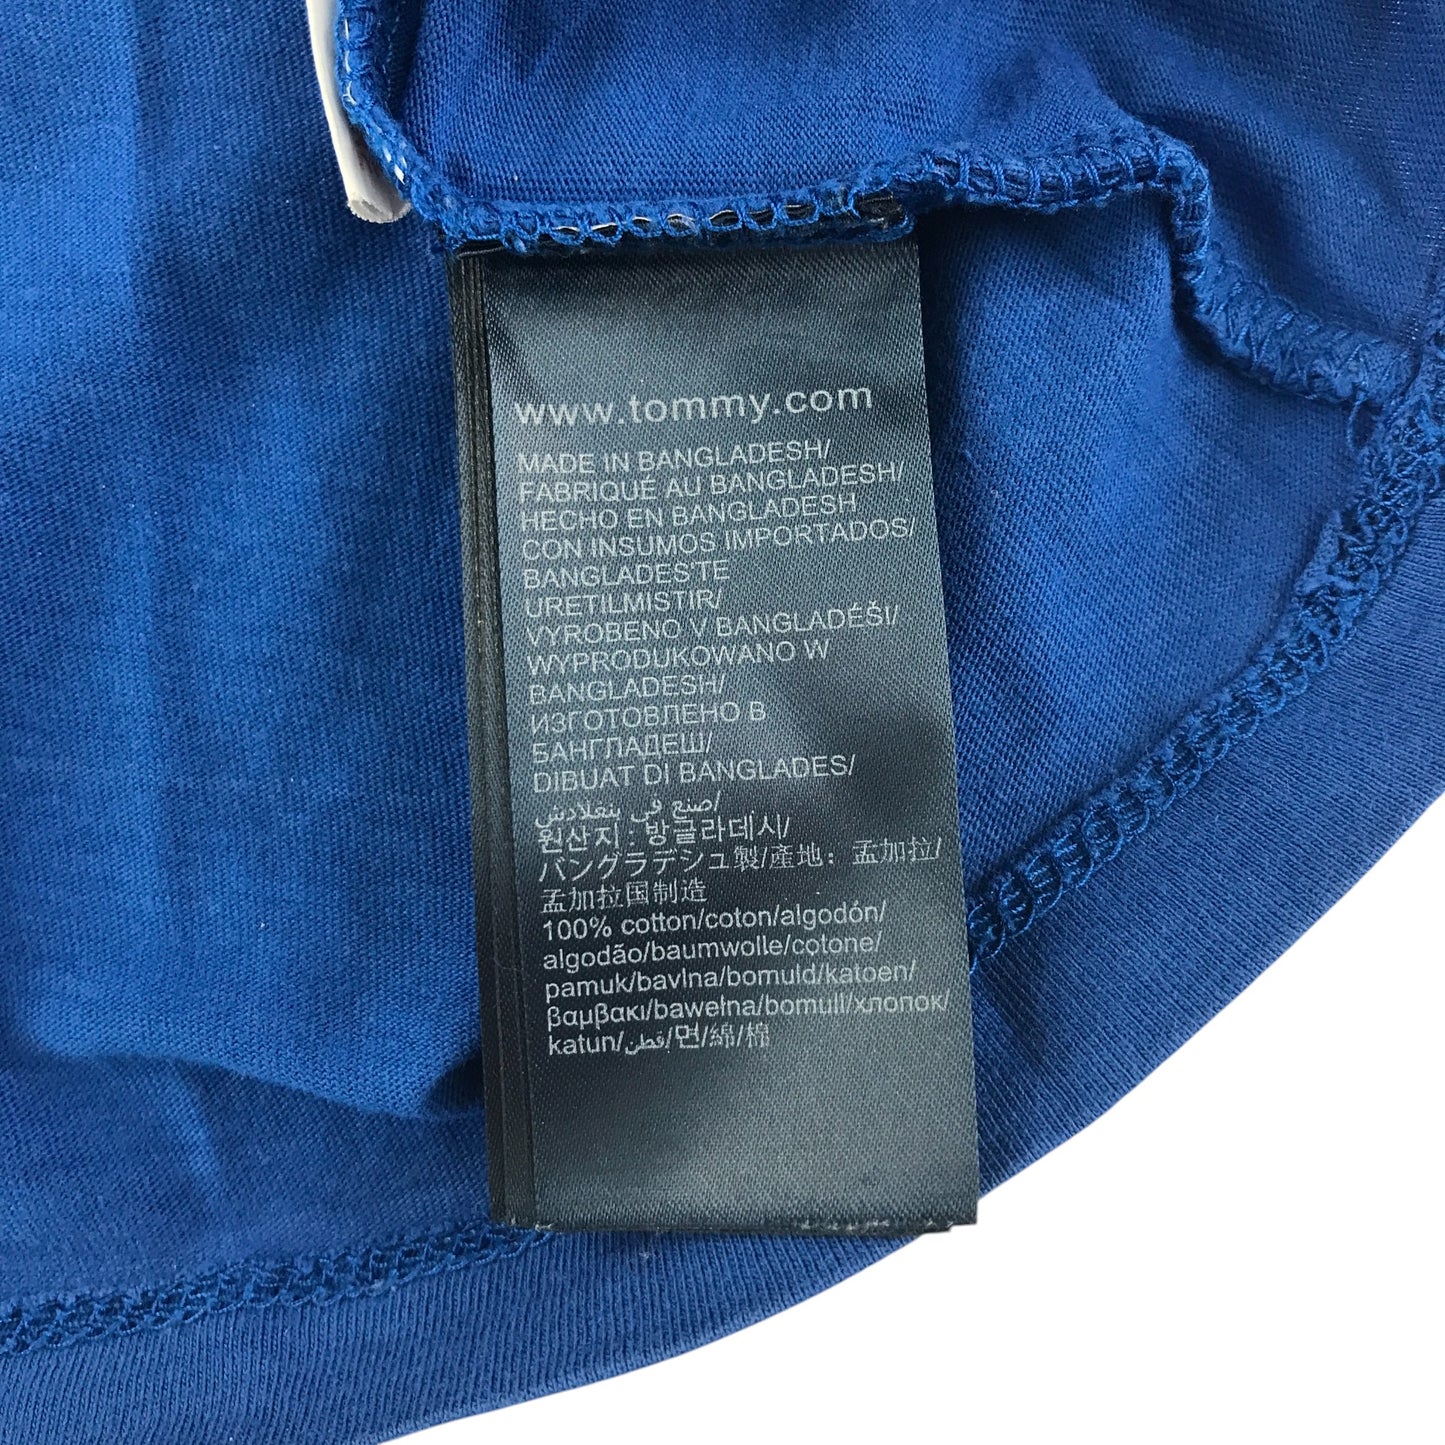 www.tommy.com
MADE IN BANGLADESH/
FABRIQUÉ AU BANGLADESH/
HECHO EN BANGLADESH
CON INSUMOS IMPORTADOS/
BANGLADES'TE
URETILMISTIR/
VYROBENO V BANGLADÉŠI/
WYPRODUKOWANO W
BANGLADESH/
ИЗГОТОВЛЕНО В
БАНГЛАДЕШ/
DIBUAT DI BANGLADES/
صنع في بنغلادش/
원산지 : 방글라데시/
バングラデシュ製/產地：孟加拉/
孟加拉国制造
100% cotton/coton/algodón/
algodão/baumwolle/cotone/
pamuk/bavlna/bomuld/katoen/
βαμβακι/bawełna/bomull/хлопок/
katun/قطن/면/綿/棉